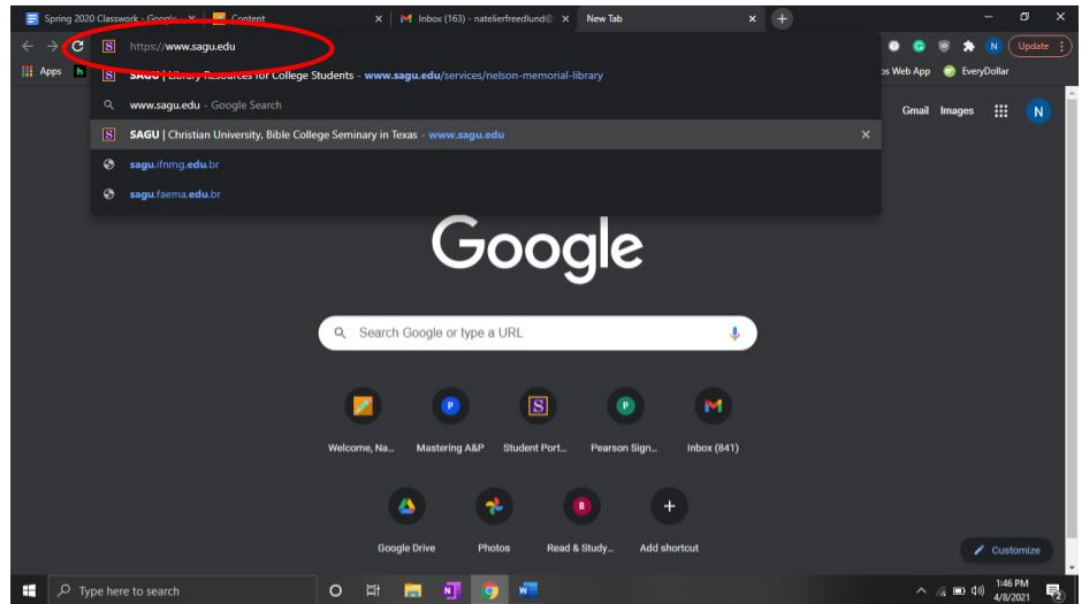 Spring 2020 Classwork - Google
Content
Inbox (163) - natelierfreedlund@
New Tab
https://www.sagu.edu
Update
Apps
h
SAGU | Library Resources for College Students - www.sagu.edu/services/nelson-memorial-library
os Web App
EveryDollar
www.sagu.edu - Google Search
Gmail Images N
SAGU | Christian University, Bible College Seminary in Texas - www.sagu.edu
sagu.ifnmg.edu.br
sagu.faema.edu.br
Google
Search Google or type a URL
Welcome, Na...
Mastering A&P
Student Port...
Pearson Sign...
Inbox (841)
Google Drive
Photos
Read & Study...
Add shortcut
Customize
Type here to search
1:46 PM
4/8/2021